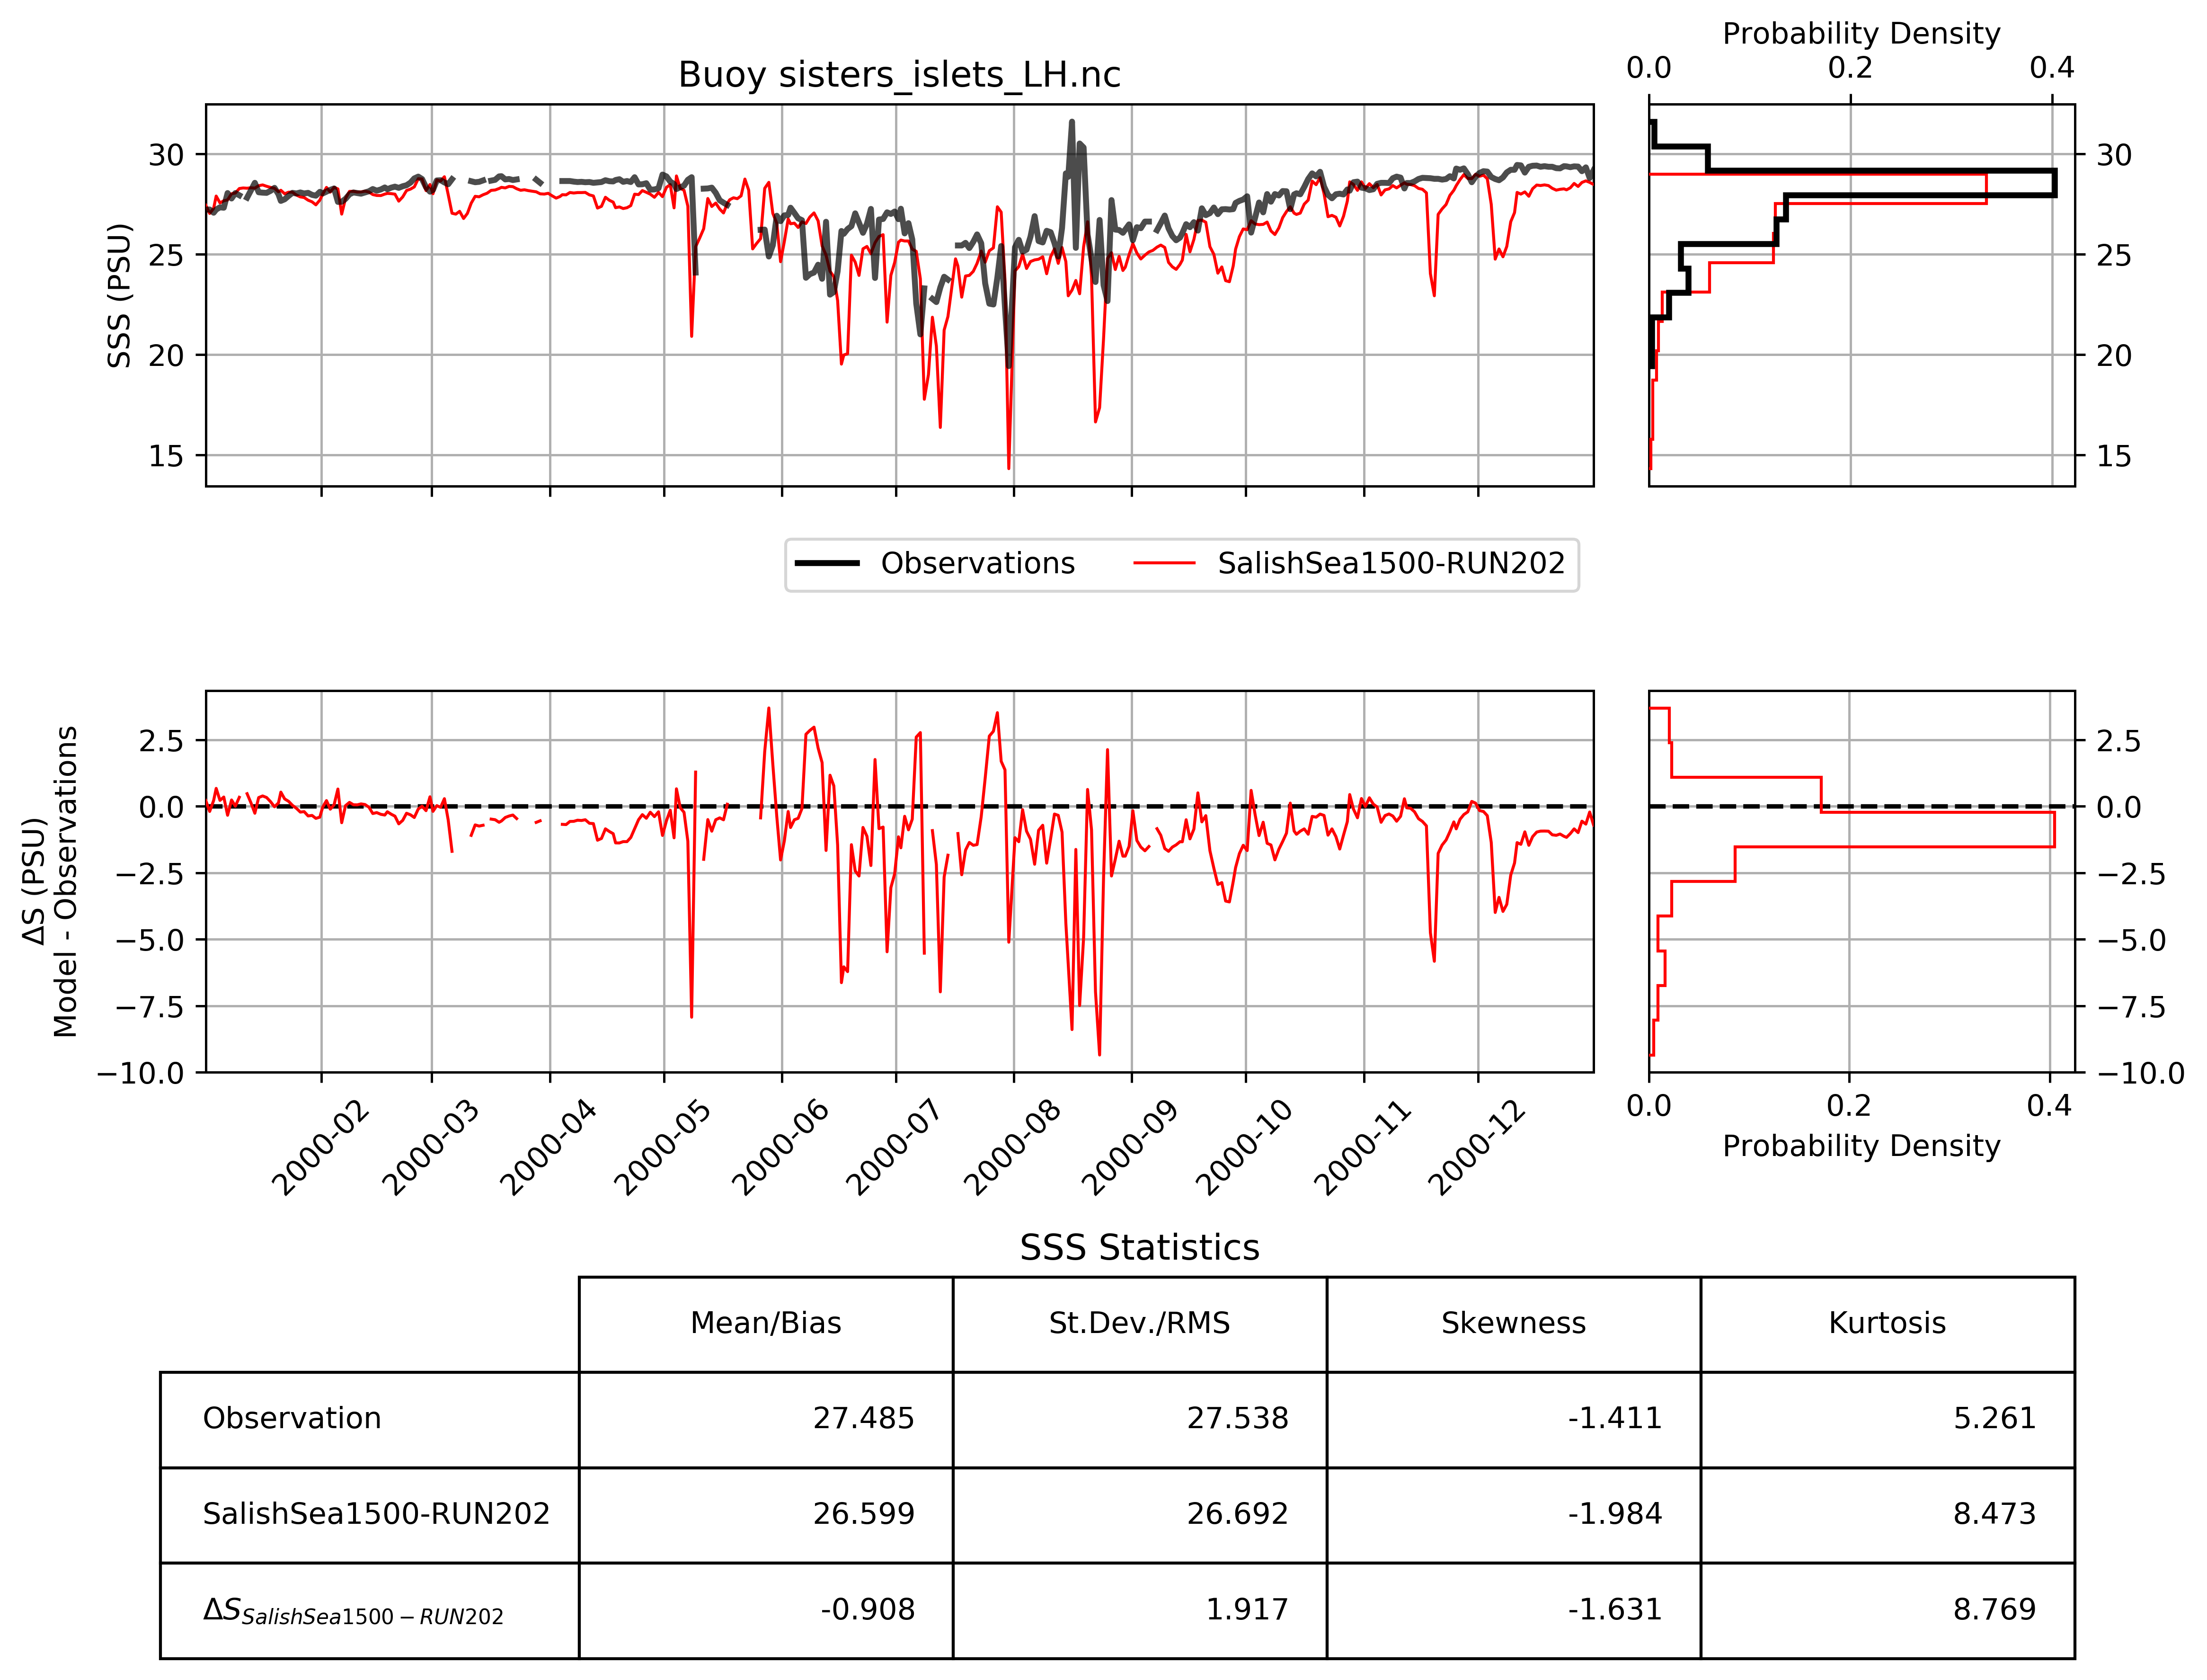 Probability Density
0.0 0.2 0.4
Buoy sisters_islets_LH.nc
30
25
20
15
SSS (PSU)
30
25
20
15
Observations
SalishSea1500-RUN202
ΔS (PSU)
Model - Observations
2.5
0.0
−2.5
−5.0
−7.5
−10.0
2.5
0.0
−2.5
−5.0
−7.5
−10.0
2000-02 2000-03 2000-04 2000-05 2000-06 2000-07 2000-08 2000-09 2000-10 2000-11 2000-12
0.0 0.2 0.4
Probability Density
SSS Statistics
Mean/Bias St.Dev./RMS Skewness Kurtosis
Observation 27.485 27.538 -1.411 5.261
SalishSea1500-RUN202 26.599 26.692 -1.984 8.473
ΔS SalishSea1500−RUN202 -0.908 1.917 -1.631 8.769